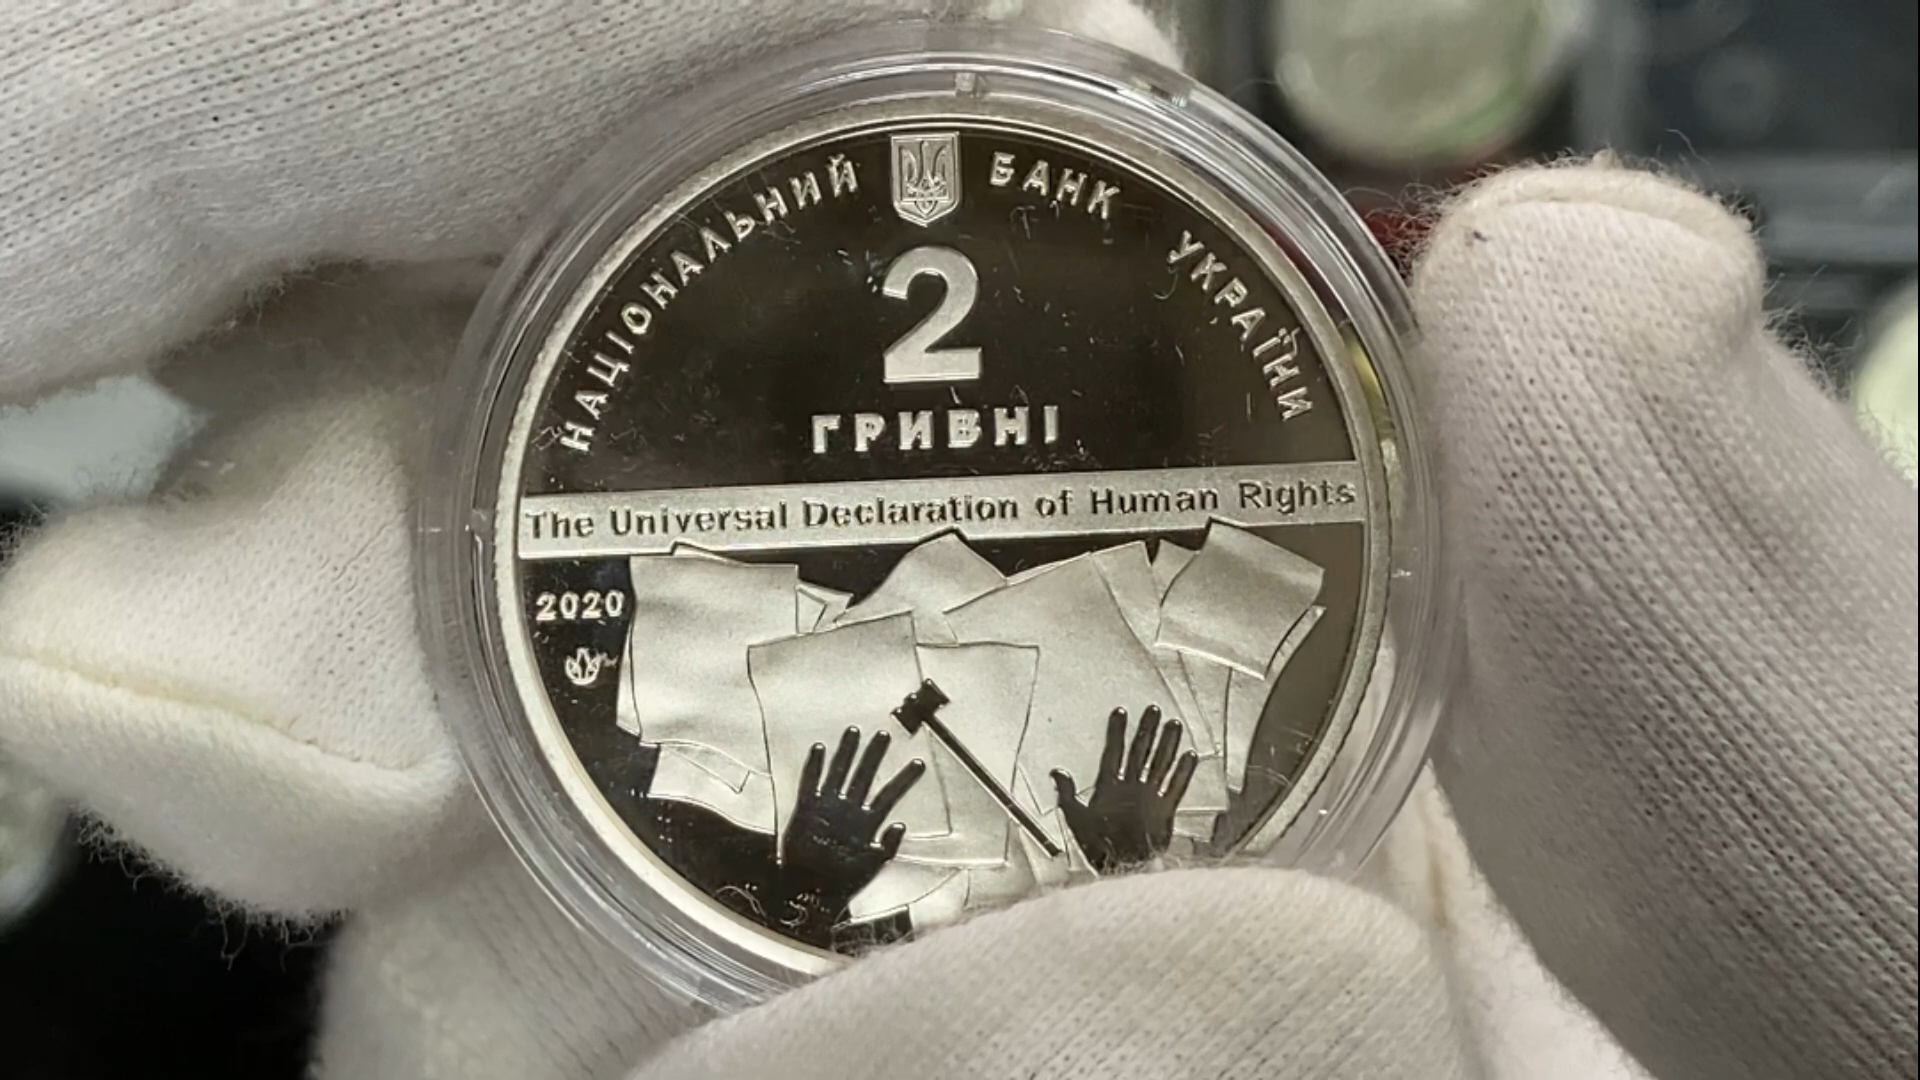 НАЦІОНАЛЬНИЙ БАНК УКРАЇНИ
2
ГРИВНІ
The Universal Declaration of Human Rights
2020